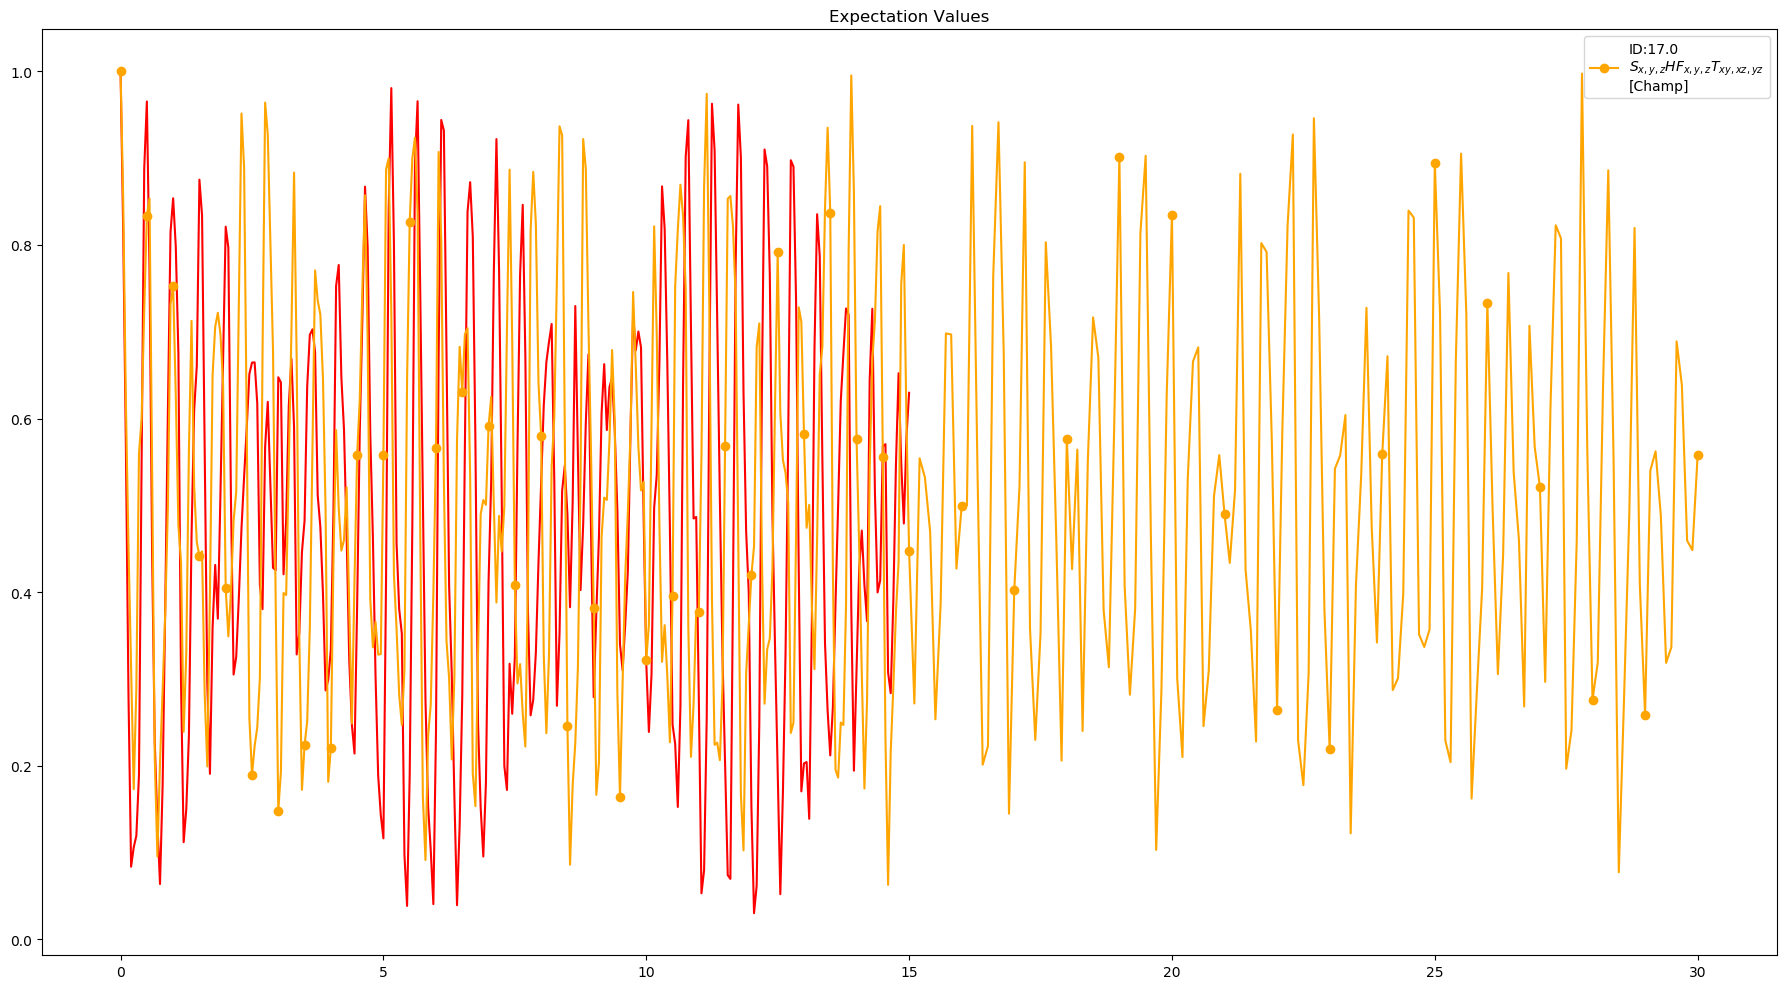 Expectation Values
ID:17.0
$S_{x,y,z}HF_{x,y,z}T_{xy,xz,yz}$
[Champ]
1.0
0.8
0.6
0.4
0.2
0.0
0 5 10 15 20 25 30